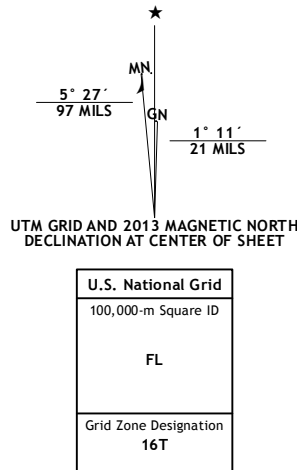 ★
MN.
5° 27´
97 MILS
GN
1° 11´
21 MILS
UTM GRID AND 2013 MAGNETIC NORTH
DECLINATION AT CENTER OF SHEET
U.S. National Grid
100,000-m Square ID
FL
Grid Zone Designation
16T